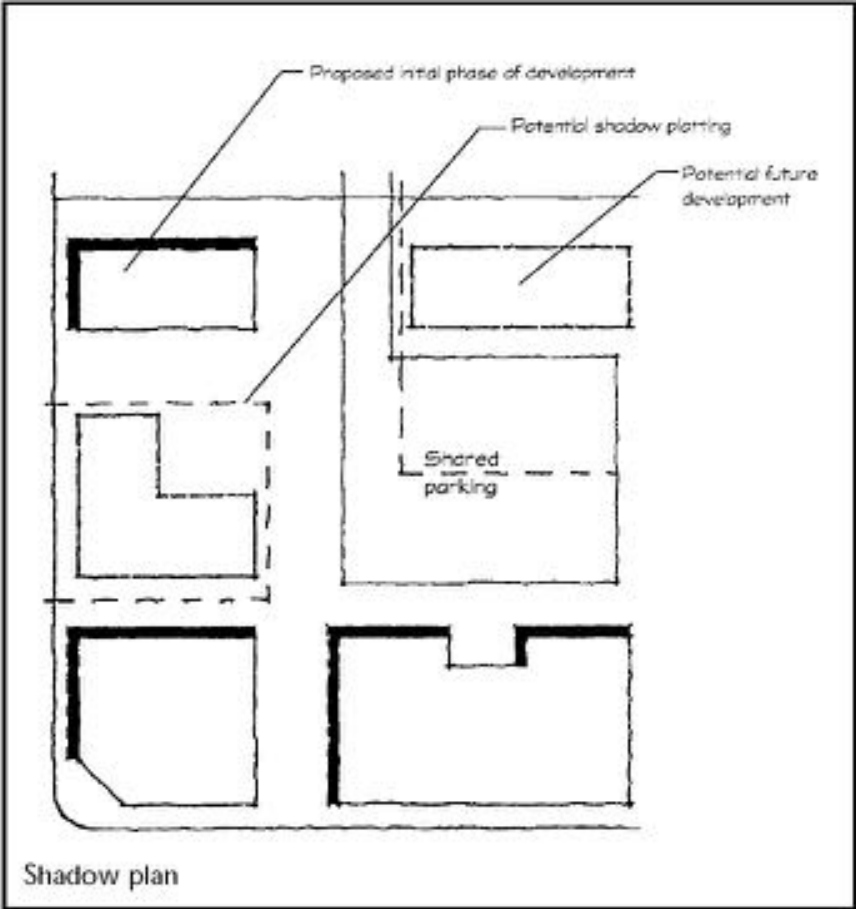 Proposed initial phase of development
Potential shadow platting
Potential future
development
Shared
parking
Shadow plan